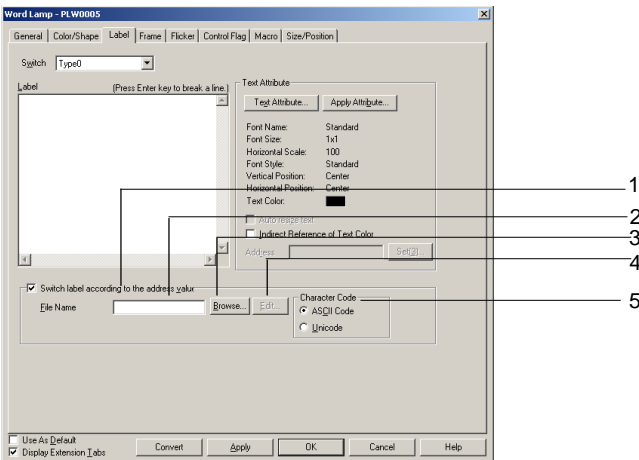 Word Lamp - PLW0005
General Color/Shape Label Frame Flicker Control Flag Macro Size/Position
Switch Type0
Label (Press Enter key to break a line.)
Text Attribute
Text Attribute... Apply Attribute...
Font Name: Standard
Font Size: 1x1
Horizontal Scale: 100
Font Style: Standard
Vertical Position: Center
Horizontal Position: Center
Text Color:
Auto resize text
Indirect Reference of Text Color
Address Set(3)...
1
2
3
4
5
Switch label according to the address value
File Name Browse... Edit...
Character Code
ASCII Code
Unicode
Use As Default
Display Extension Tabs
Convert Apply OK Cancel Help